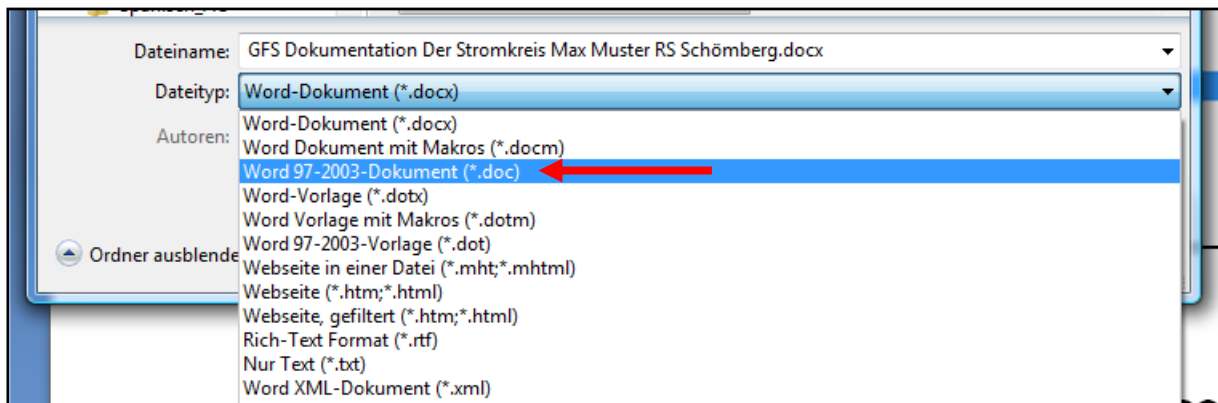 Dateiname: GFS Dokumentation Der Stromkreis Max Muster RS Schömberg.docx
Dateityp: Word-Dokument (*.docx)
Autoren:
Word-Dokument (*.docx)
Word Dokument mit Makros (*.docm)
Word 97-2003-Dokument (*.doc)
Word-Vorlage (*.dotx)
Word Vorlage mit Makros (*.dotm)
Word 97-2003-Vorlage (*.dot)
Ordner ausblende
Webseite in einer Datei (*.mht;*.mhtml)
Webseite (*.htm;*.html)
Webseite, gefiltert (*.htm;*.html)
Rich-Text Format (*.rtf)
Nur Text (*.txt)
Word XML-Dokument (*.xml)